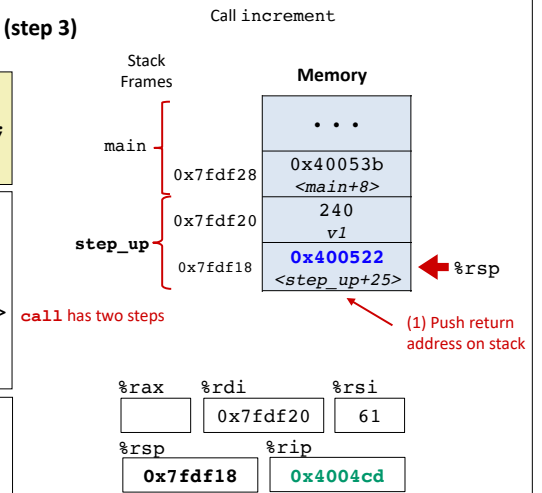 Call increment
(step 3)
Stack
Frames
Memory
• • •
;
main
0x7fdf28
0x40053b
<main+8>
0x7fdf20
240
v1
step_up
0x7fdf18
0x400522
<step_up+25>
%rsp
>
call has two steps
(1) Push return
address on stack
%rax %rdi %rsi
0x7fdf20 61
%rsp %rip
0x7fdf18 0x4004cd